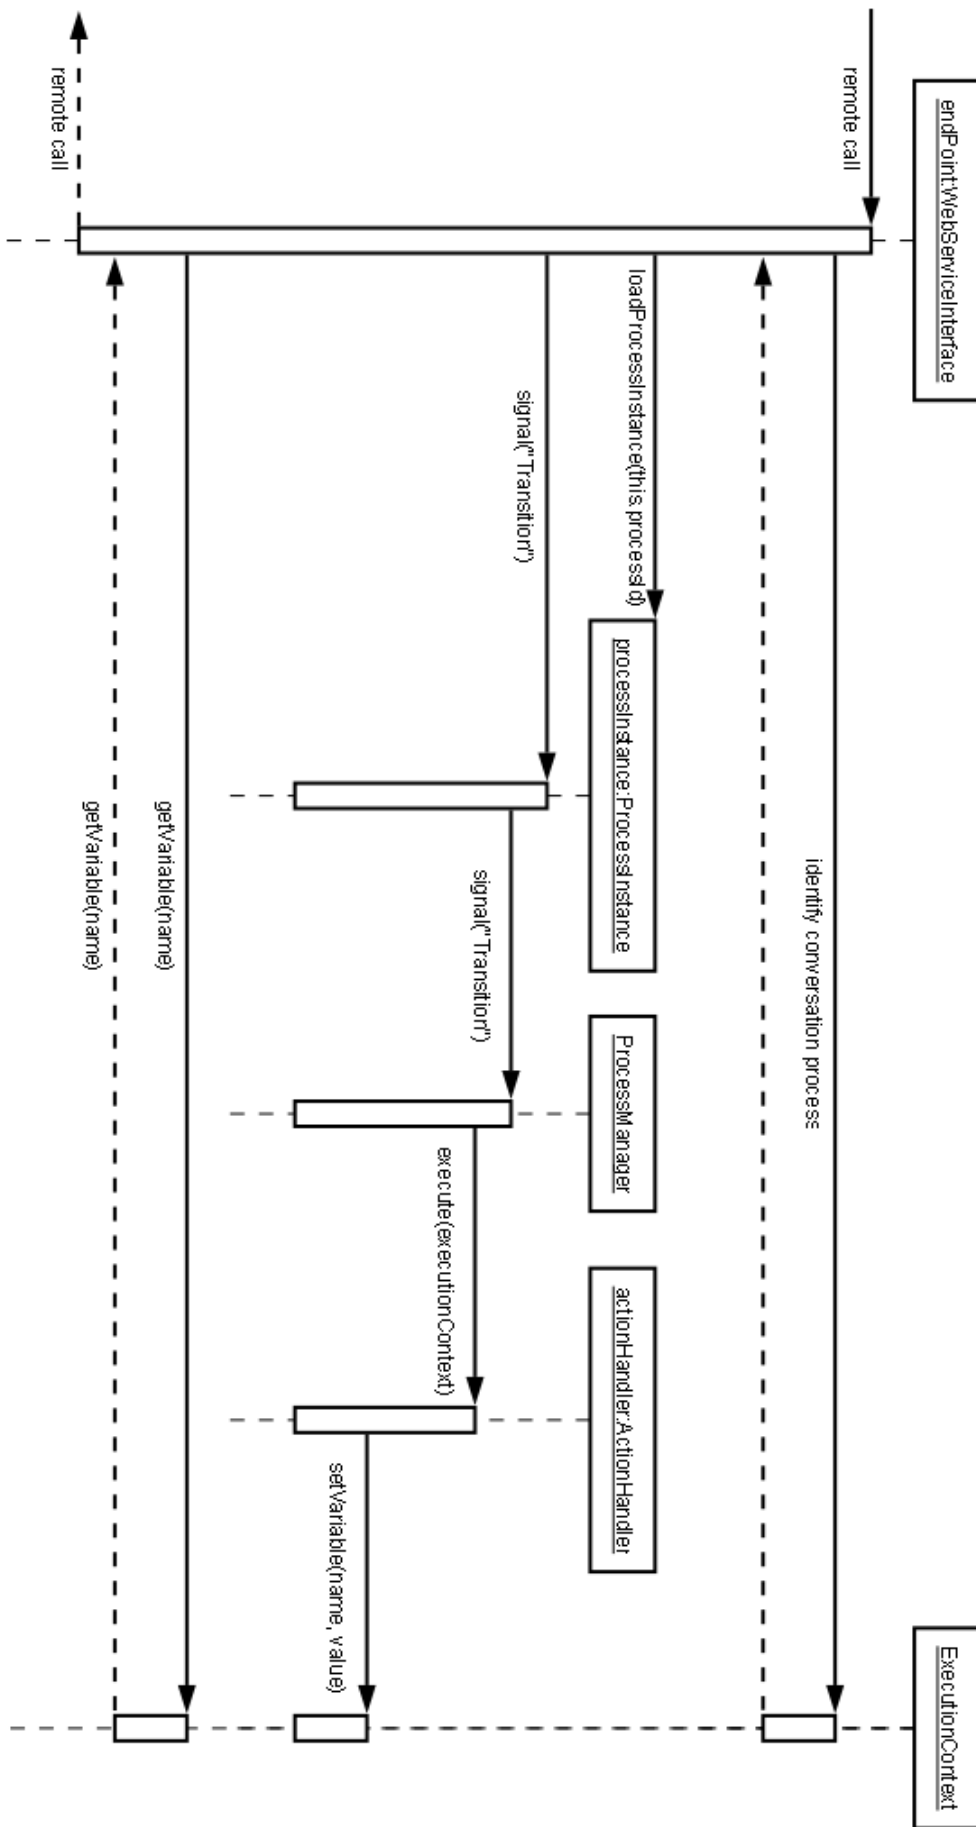 endPoint:WebServiceInterface
ExecutionContext
remote call
identify conversation process
loadProcessInstance(this.processId)
processInstance:ProcessInstance
ProcessManager
actionHandler:ActionHandler
signal("Transition")
signal("Transition")
execute(executionContext)
setVariable(name, value)
getVariable(name)
getVariable(name)
remote call